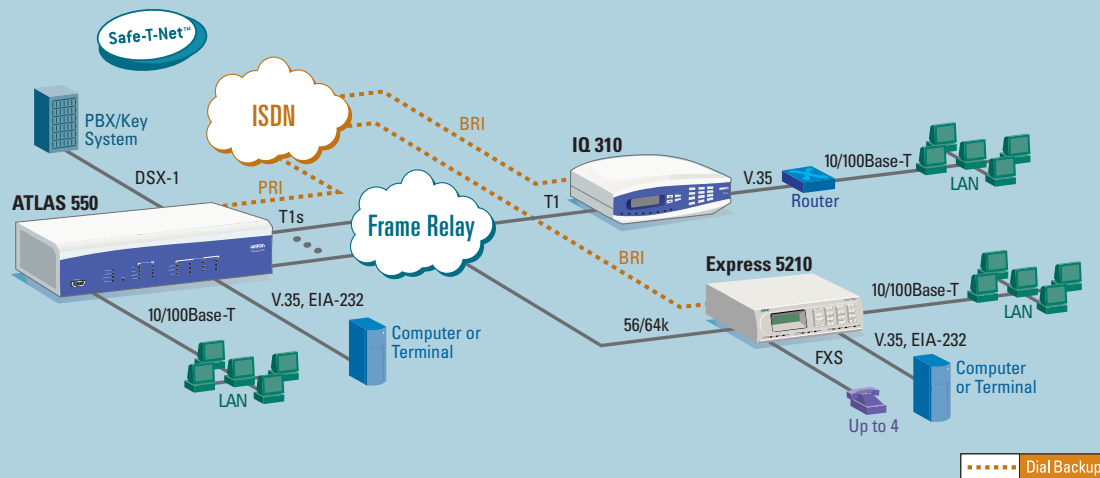 Safe-T-Net™
PBX/Key
System
ISDN
BRI
IQ 310
10/100Base-T
LAN
DSX-1
PRI
T1
V.35
Router
ATLAS 550
T1s
Frame Relay
BRI
Express 5210
10/100Base-T
LAN
10/100Base-T
V.35, EIA-232
Computer or
Terminal
LAN
56/64k
V.35, EIA-232
FXS
Computer
or Terminal
Up to 4
Dial Backup